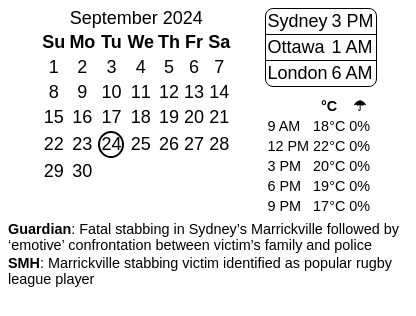 September 2024
Su Mo Tu We Th Fr Sa
1 2 3 4 5 6 7
8 9 10 11 12 13 14
15 16 17 18 19 20 21
22 23 24 25 26 27 28
29 30
Sydney 3 PM
Ottawa 1 AM
London 6 AM
°C ☂
9 AM 18°C 0%
12 PM 22°C 0%
3 PM 20°C 0%
6 PM 19°C 0%
9 PM 17°C 0%
Guardian: Fatal stabbing in Sydney’s Marrickville followed by
‘emotive’ confrontation between victim’s family and police
SMH: Marrickville stabbing victim identified as popular rugby
league player